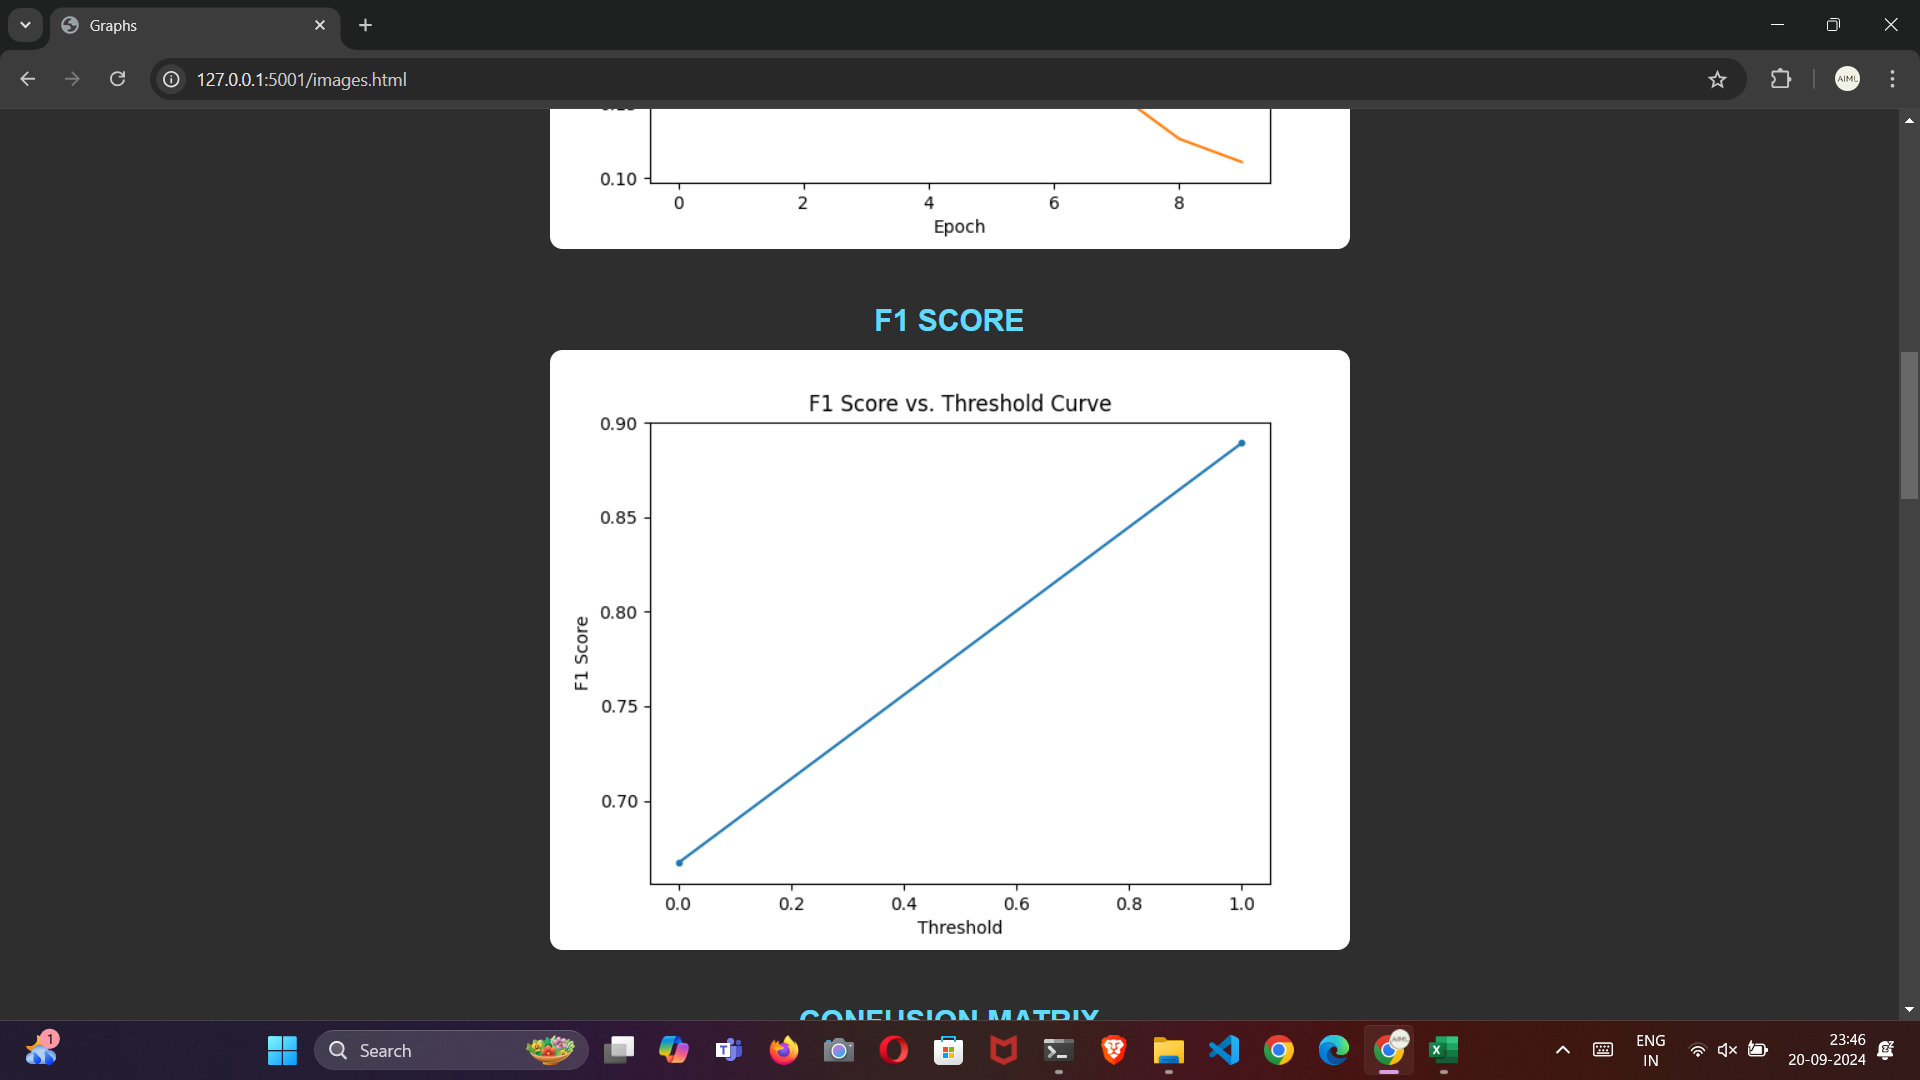 Graphs
127.0.0.1:5001/images.html
AIML
0.10
0 2 4 6 8
Epoch
F1 SCORE
F1 Score vs. Threshold Curve
0.90
0.85
0.80
0.75
0.70
F1 Score
0.0 0.2 0.4 0.6 0.8 1.0
Threshold
CONFUSION MATRIX
1
Search
AIML
ENG
IN
23:46
20-09-2024